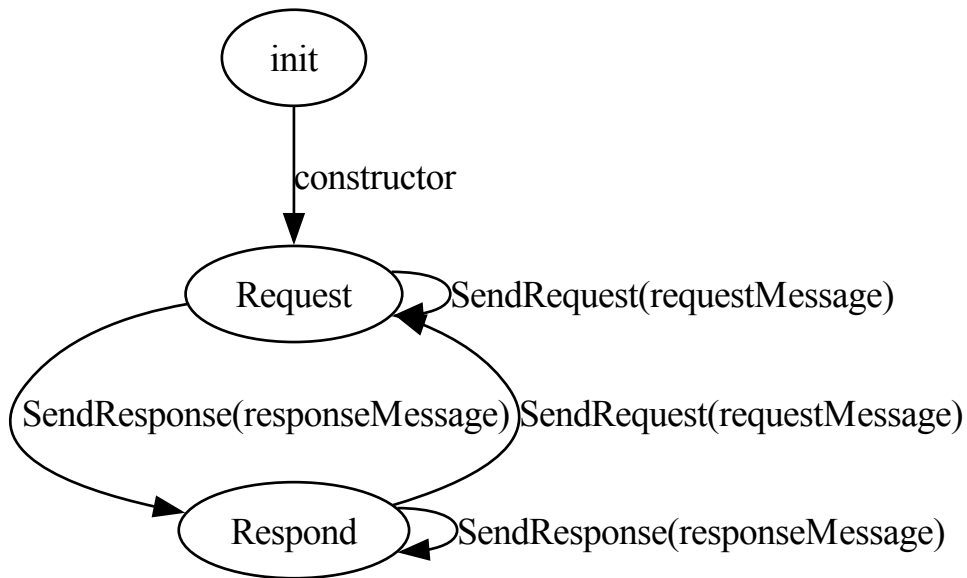 init
constructor
Request
SendRequest(requestMessage)
SendResponse(responseMessage)
SendRequest(requestMessage)
Respond
SendResponse(responseMessage)